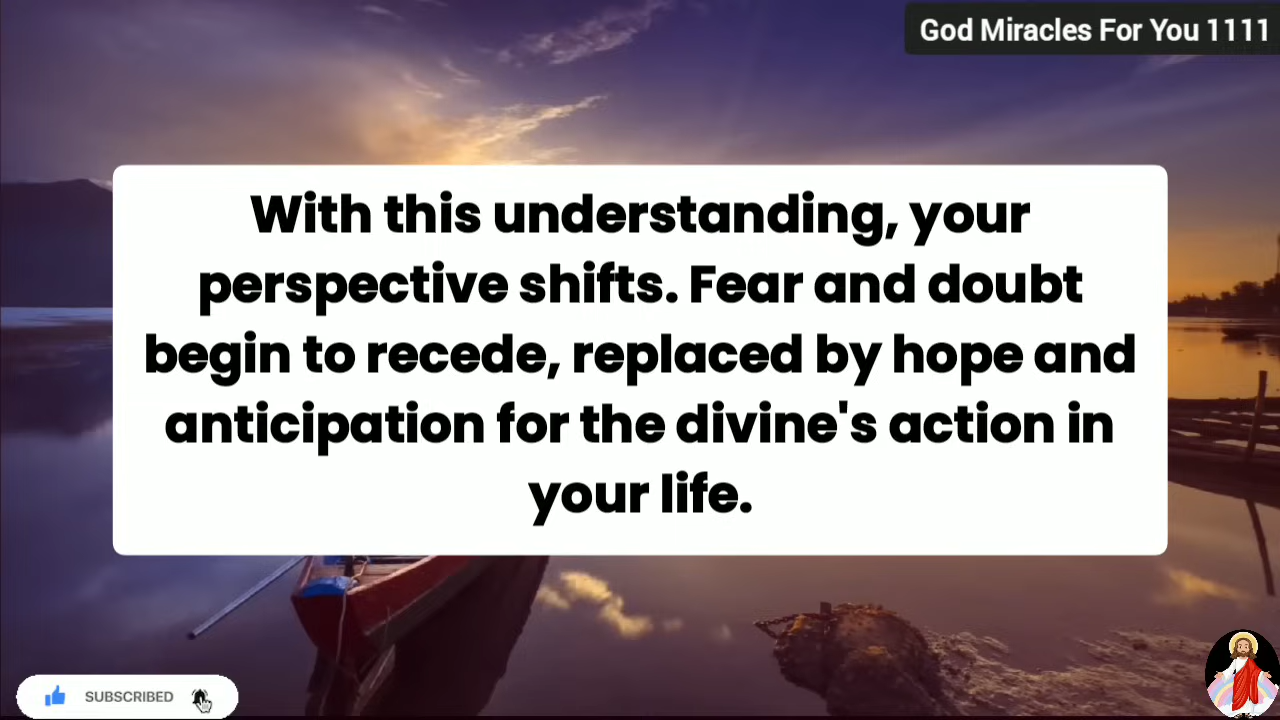 God Miracles For You 1111
With this understanding, your
perspective shifts. Fear and doubt
begin to recede, replaced by hope and
anticipation for the divine's action in
your life.
SUBSCRIBED